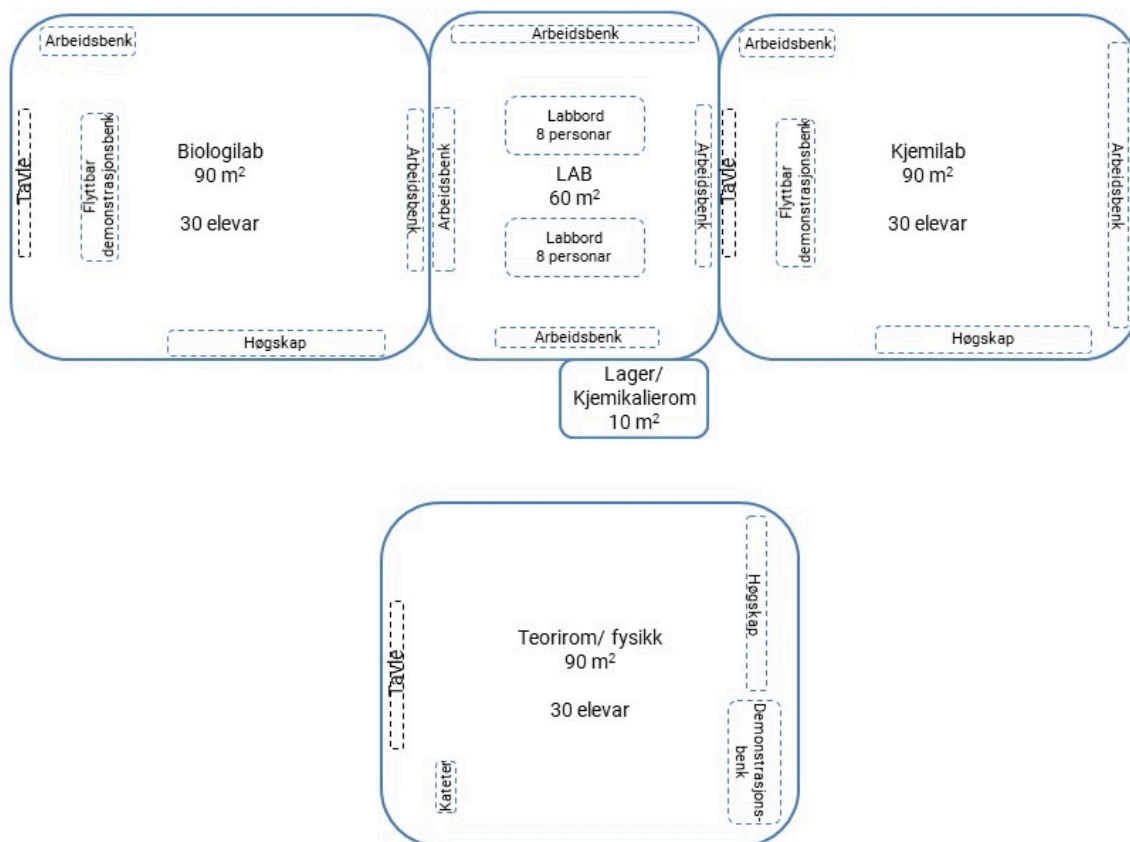 Arbeidsbenk
Tavle
Flyttbar
demonstrasjonsbenk
Biologilab
90 m²
30 elevar
Arbeidsbenk
Høgskap
Arbeidsbenk
Arbeidsbenk
Labbord
8 personar
LAB
60 m²
Labbord
8 personar
Arbeidsbenk
Arbeidsbenk
Lager/
Kjemikalierom
10 m²
Arbeidsbenk
Tavle
Flyttbar
demonstrasjonsbenk
Kjemilab
90 m²
30 elevar
Arbeidsbenk
Høgskap
Tavle
Teorirom/ fysikk
90 m²
30 elevar
Kateter
Høgskap
Demonstrasjons-
benk